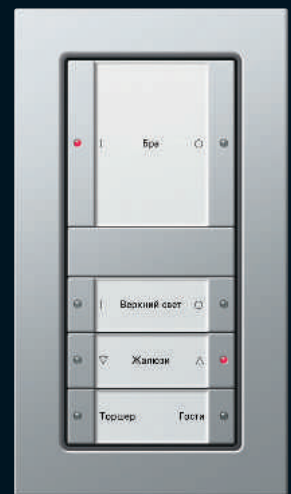 I Бра O
I Верхний свет O
▽ Жалюзи △
Торшер Гости